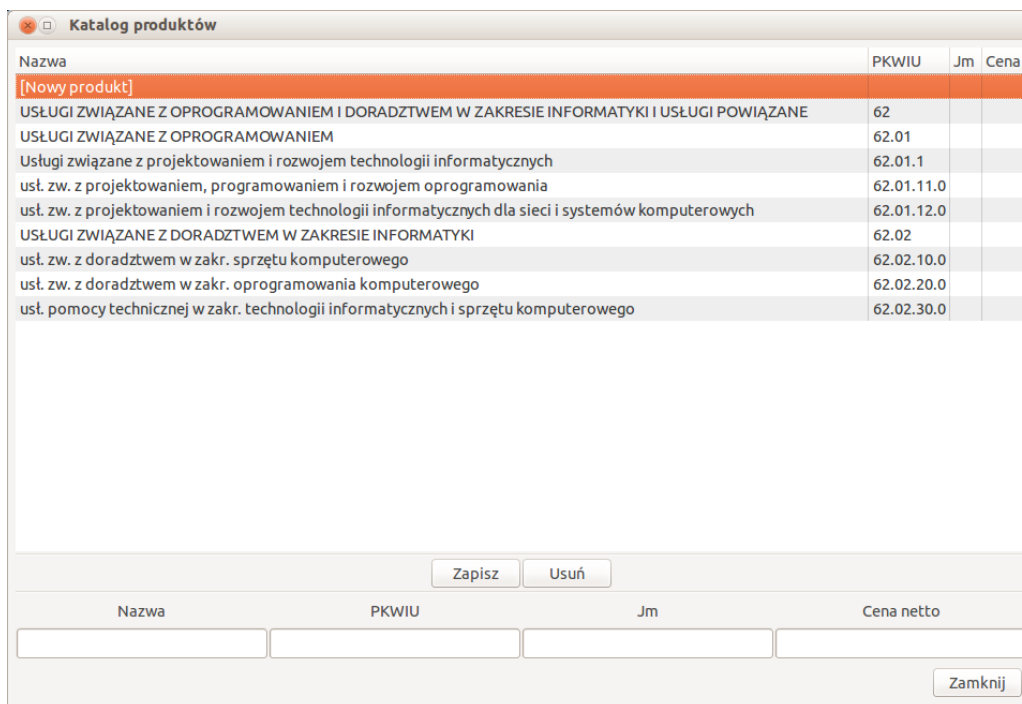 Katalog produktów
Nazwa PKWIU Jm Cena
[Nowy produkt]
USŁUGI ZWIĄZANE Z OPROGRAMOWANIEM I DORADZTWEM W ZAKRESIE INFORMATYKI I USŁUGI POWIĄZANE 62
USŁUGI ZWIĄZANE Z OPROGRAMOWANIEM 62.01
Usługi związane z projektowaniem i rozwojem technologii informatycznych 62.01.1
usł. zw. z projektowaniem, programowaniem i rozwojem oprogramowania 62.01.11.0
usł. zw. z projektowaniem i rozwojem technologii informatycznych dla sieci i systemów komputerowych 62.01.12.0
USŁUGI ZWIĄZANE Z DORADZTWEM W ZAKRESIE INFORMATYKI 62.02
usł. zw. z doradztwem w zakr. sprzętu komputerowego 62.02.10.0
usł. zw. z doradztwem w zakr. oprogramowania komputerowego 62.02.20.0
usł. pomocy technicznej w zakr. technologii informatycznych i sprzętu komputerowego 62.02.30.0
Zapisz Usuń
Nazwa PKWIU Jm Cena netto
Zamknij